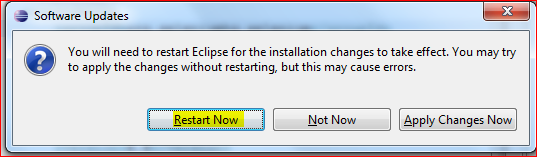 Software Updates
You will need to restart Eclipse for the installation changes to take effect. You may try
to apply the changes without restarting, but this may cause errors.
Restart Now Not Now Apply Changes Now